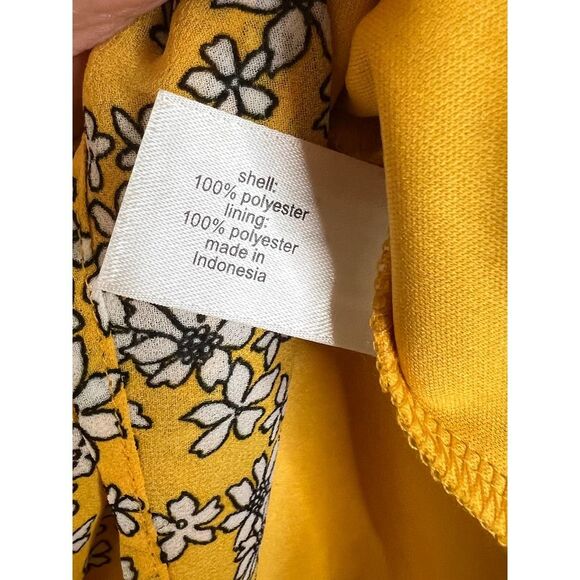 shell:
100% polyester
lining:
100% polyester
made in
Indonesia